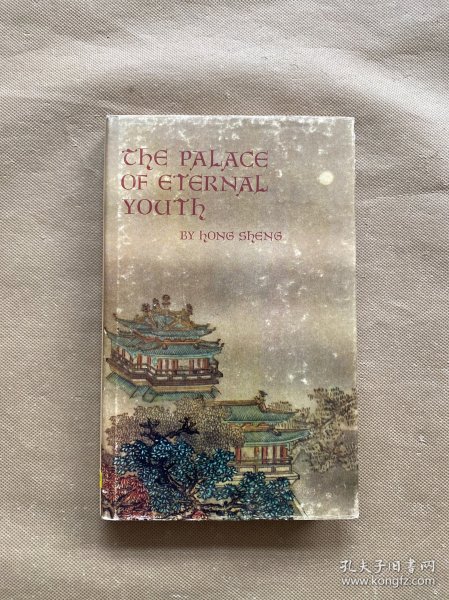 The Palace
of Eternal
Youth
by Hong Sheng
孔夫子旧书网
www.kongfz.com